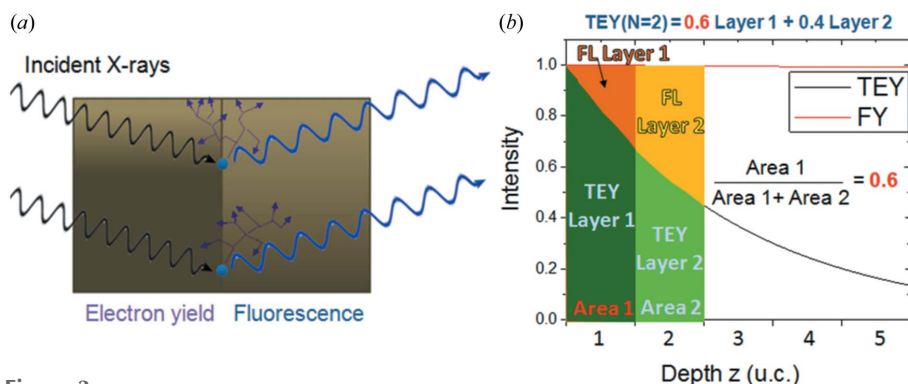 (a)
Incident X-rays
Electron yield Fluorescence
(b)
TEY(N=2) = 0.6 Layer 1 + 0.4 Layer 2
FL Layer 1
1.0
0.8
0.6
0.4
0.2
0.0
Intensity
FL
Layer 2
TEY
FY
TEY
Layer 1
TEY
Layer 2
Area 1
Area 1+ Area 2
= 0.6
Area 1
Area 2
1 2 3 4 5
Depth z (u.c.)